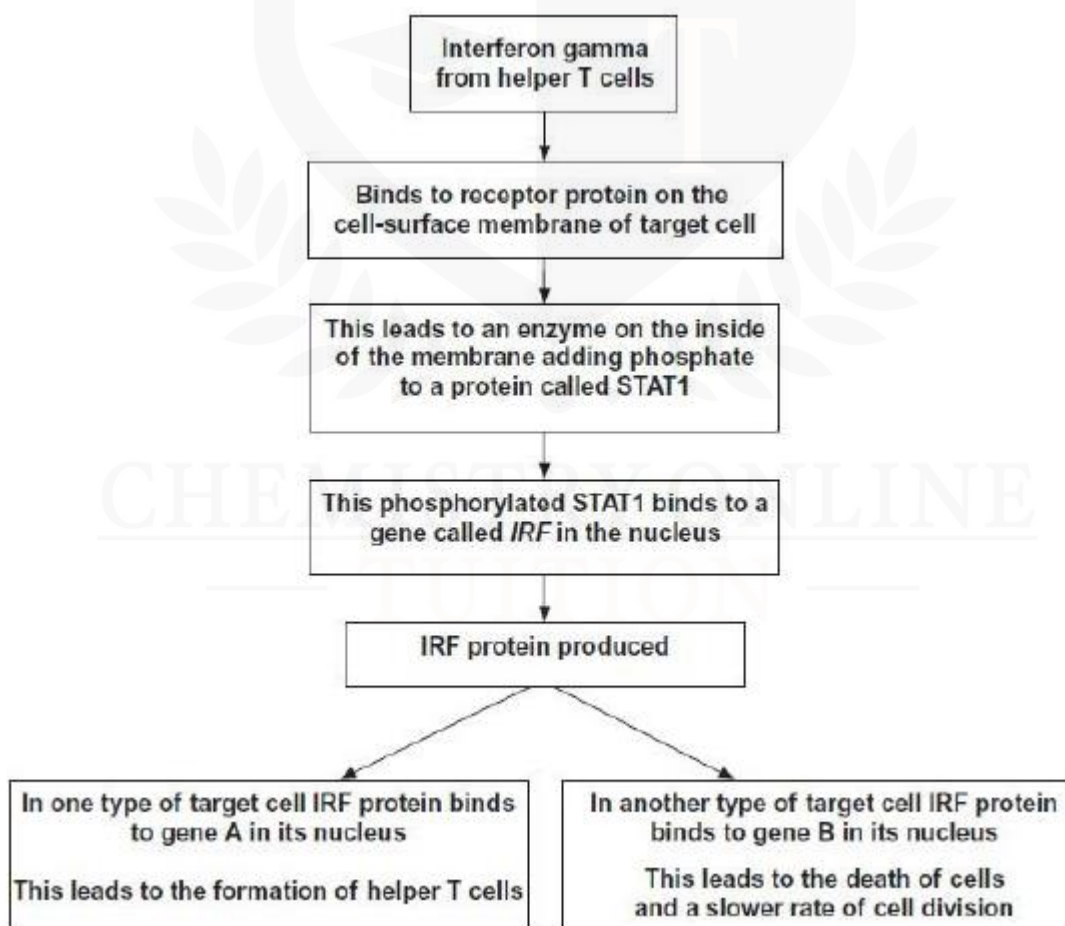 Interferon gamma
from helper T cells
Binds to receptor protein on the
cell-surface membrane of target cell
This leads to an enzyme on the inside
of the membrane adding phosphate
to a protein called STAT1
CHEMISTRY ONLINE
This phosphorylated STAT1 binds to a
gene called IRF in the nucleus
TUITION
IRF protein produced
In one type of target cell IRF protein binds
to gene A in its nucleus
This leads to the formation of helper T cells
In another type of target cell IRF protein
binds to gene B in its nucleus
This leads to the death of cells
and a slower rate of cell division